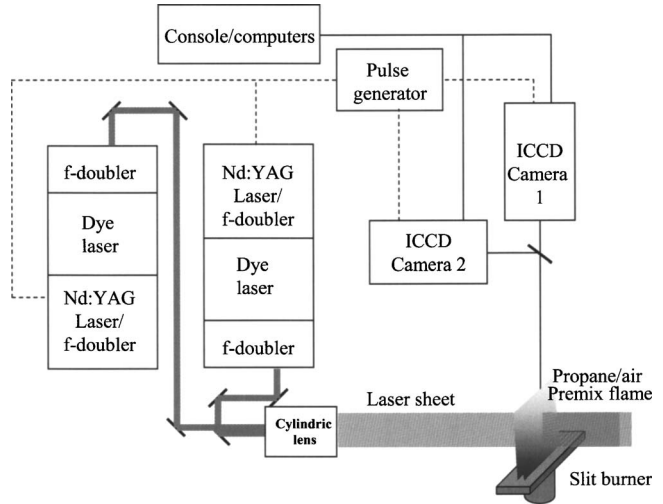 Console/computers
Pulse
generator
ICCD
Camera
1
f-doubler
Dye
laser
Nd:YAG
Laser/
f-doubler
Nd:YAG
Laser/
f-doubler
Dye
laser
f-doubler
ICCD
Camera 2
Propane/air
Premix flame
Laser sheet
Cylindric
lens
Slit burner